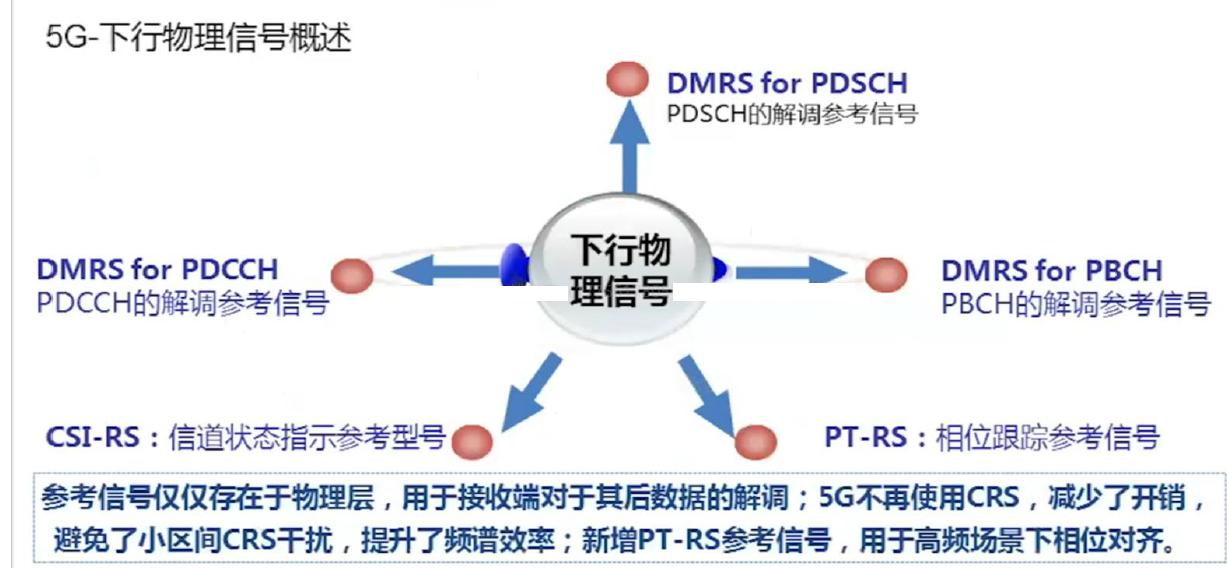 5G-下行物理信号概述
DMRS for PDSCH
PDSCH的解调参考信号
下行物
理信号
DMRS for PDCCH
PDCCH的解调参考信号
DMRS for PBCH
PBCH的解调参考信号
CSI-RS：信道状态指示参考型号
PT-RS：相位跟踪参考信号
参考信号仅仅存在于物理层，用于接收端对于其后数据的解调；5G不再使用CRS，减少了开销，
避免了小区间CRS干扰，提升了频谱效率；新增PT-RS参考信号，用于高频场景下相位对齐。